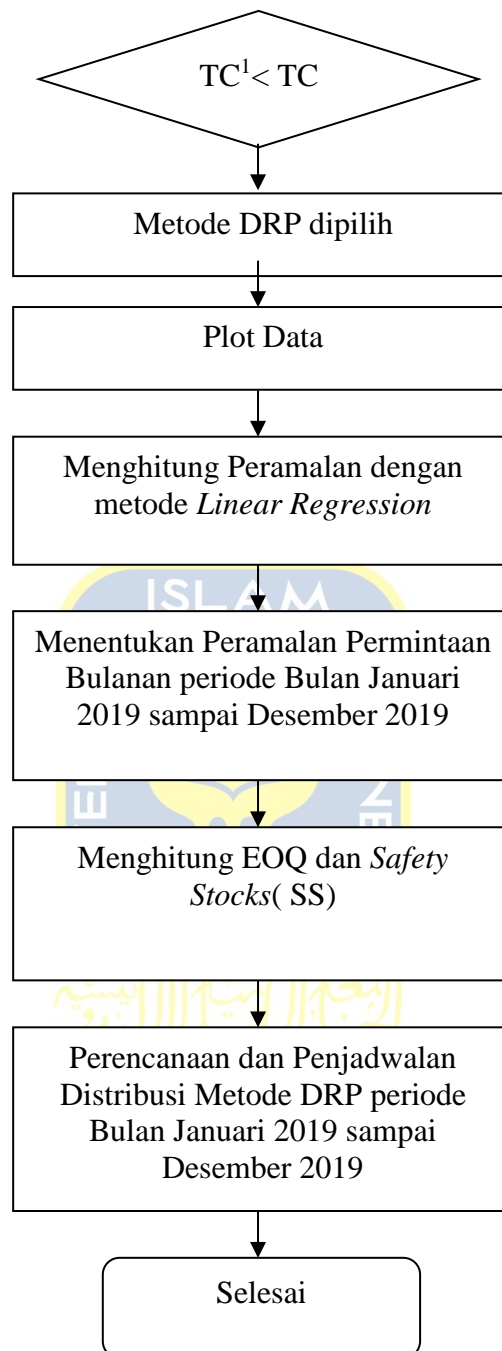 TC¹< TC
Metode DRP dipilih
Plot Data
Menghitung Peramalan dengan
metode Linear Regression
ISLAM
Menentukan Peramalan Permintaan
Bulanan periode Bulan Januari
2019 sampai Desember 2019
Menghitung EOQ dan Safety
Stocks( SS)
Perencanaan dan Penjadwalan
Distribusi Metode DRP periode
Bulan Januari 2019 sampai
Desember 2019
Selesai